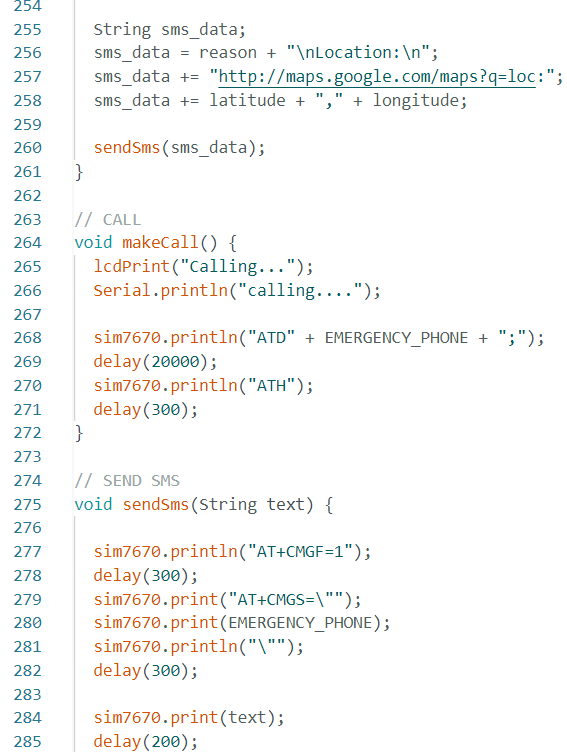 254
255 String sms_data;
256 sms_data = reason + "\nLocation:\n";
257 sms_data += "http://maps.google.com/maps?q=loc:";
258 sms_data += latitude + "," + longitude;
259
260 sendSms(sms_data);
261 }
262
263 // CALL
264 void makeCall() {
265 lcdPrint("Calling...");
266 Serial.println("calling....");
267
268 sim7670.println("ATD" + EMERGENCY_PHONE + ";");
269 delay(20000);
270 sim7670.println("ATH");
271 delay(300);
272 }
273
274 // SEND SMS
275 void sendSms(String text) {
276
277 sim7670.println("AT+CMGF=1");
278 delay(300);
279 sim7670.print("AT+CMGS=\"");
280 sim7670.print(EMERGENCY_PHONE);
281 sim7670.println("\"");
282 delay(300);
283
284 sim7670.print(text);
285 delay(200);